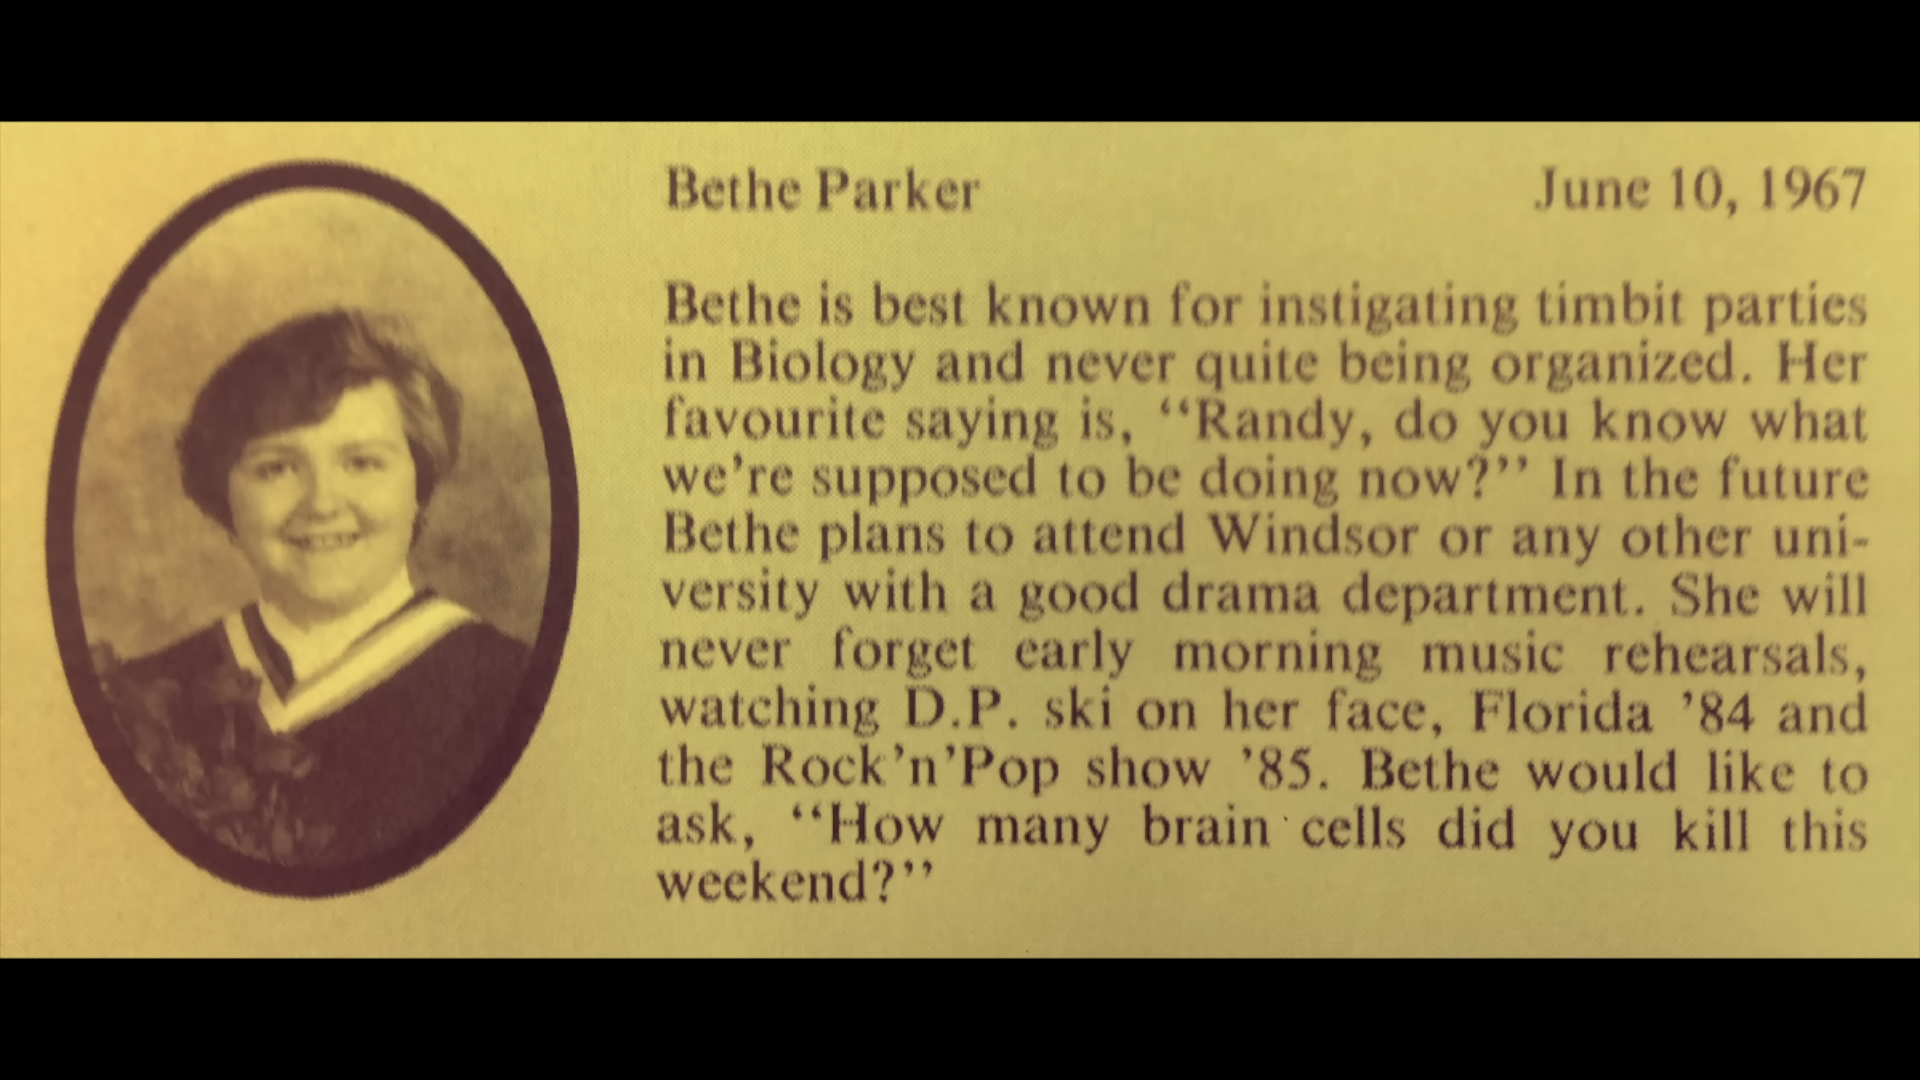 Bethe Parker June 10, 1967
Bethe is best known for instigating timbit parties
in Biology and never quite being organized. Her
favourite saying is, “Randy, do you know what
we're supposed to be doing now?” In the future
Bethe plans to attend Windsor or any other uni-
versity with a good drama department. She will
never forget early morning music rehearsals,
watching D.P. ski on her face, Florida '84 and
the Rock'n'Pop show '85. Bethe would like to
ask, “How many brain cells did you kill this
weekend?”